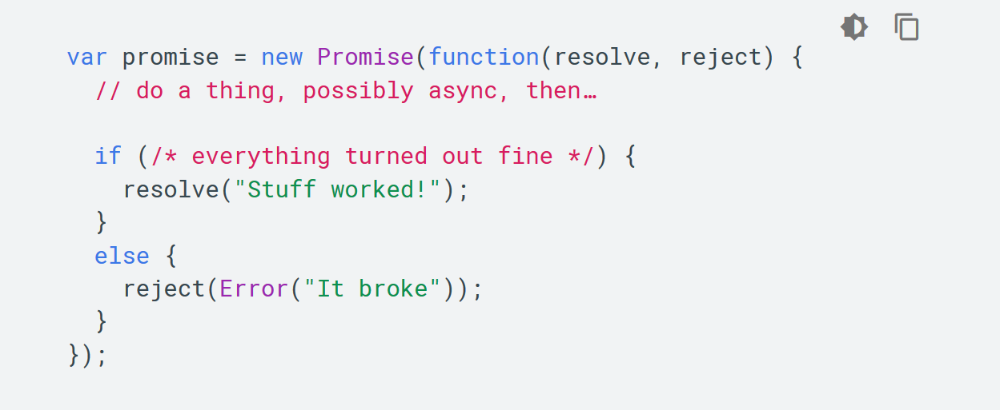 var promise = new Promise(function(resolve, reject) {
  // do a thing, possibly async, then…

  if (/* everything turned out fine */) {
    resolve("Stuff worked!");
  }
  else {
    reject(Error("It broke"));
  }
});